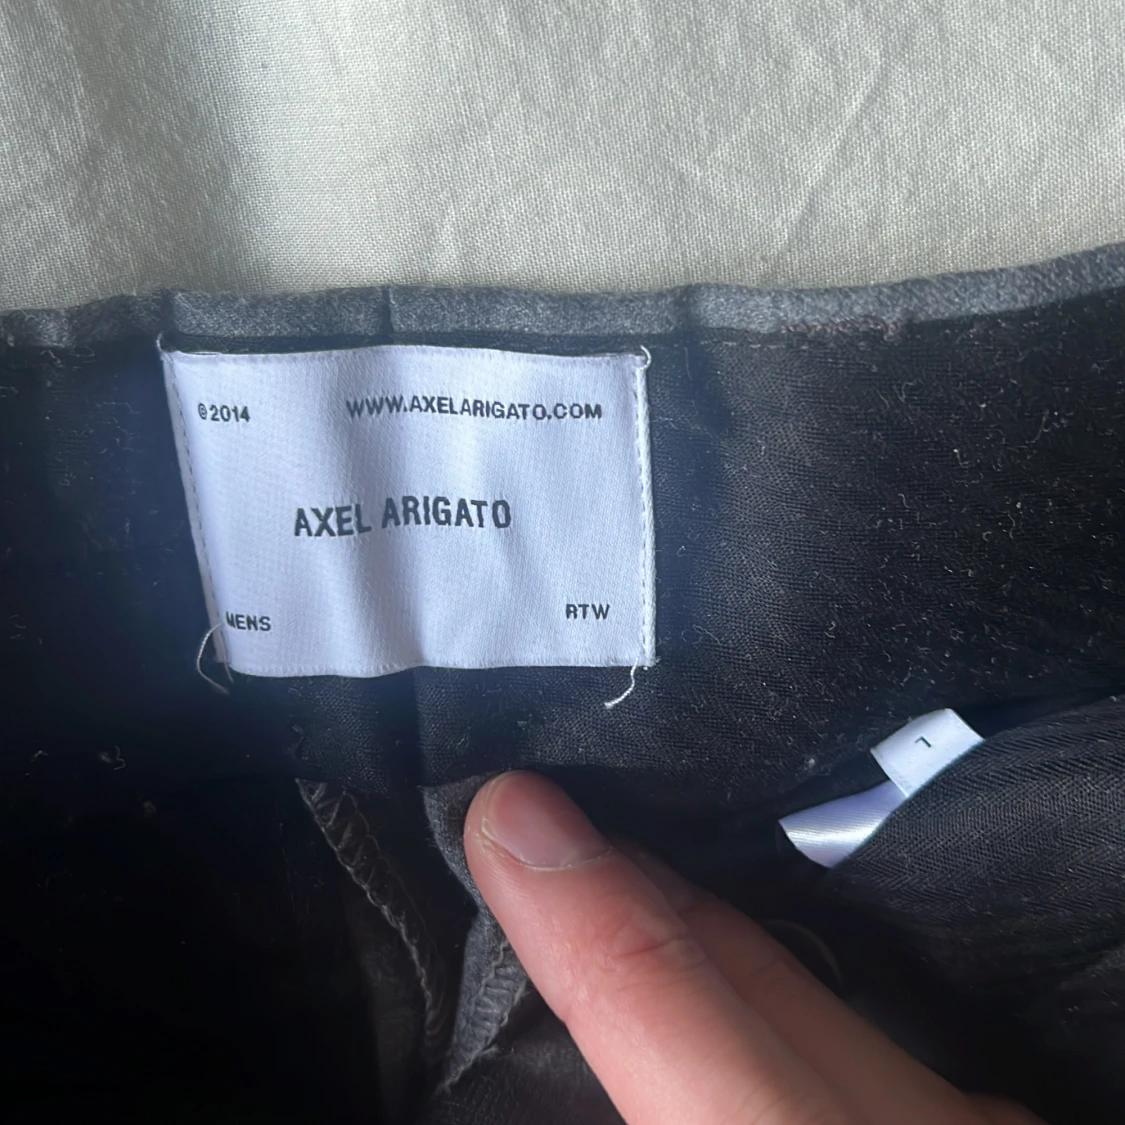 ©2014 WWW.AXELARIGATO.COM
AXEL ARIGATO
MENS RTW
L